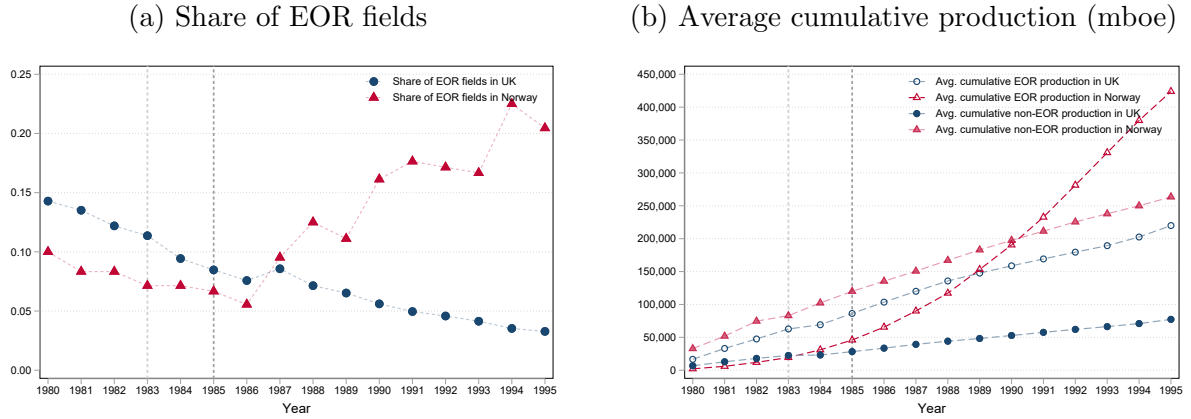 (a) Share of EOR fields
0.25
0.20
0.15
0.10
0.05
0.00
Share of EOR fields in UK
Share of EOR fields in Norway
1980 1981 1982 1983 1984 1985 1986 1987 1988 1989 1990 1991 1992 1993 1994 1995
Year
(b) Average cumulative production (mboe)
450,000
400,000
350,000
300,000
250,000
200,000
150,000
100,000
50,000
0
Avg. cumulative EOR production in UK
Avg. cumulative EOR production in Norway
Avg. cumulative non-EOR production in UK
Avg. cumulative non-EOR production in Norway
1980 1981 1982 1983 1984 1985 1986 1987 1988 1989 1990 1991 1992 1993 1994 1995
Year